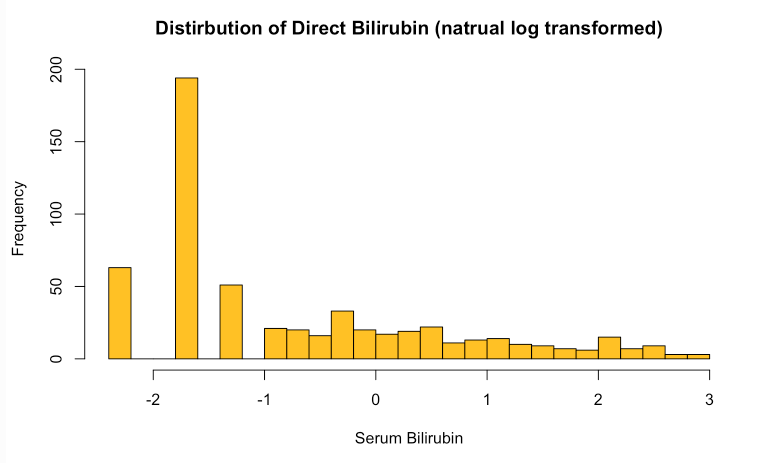 Distirbution of Direct Bilirubin (natrual log transformed)
200
150
100
50
0
Frequency
-2 -1 0 1 2 3
Serum Bilirubin